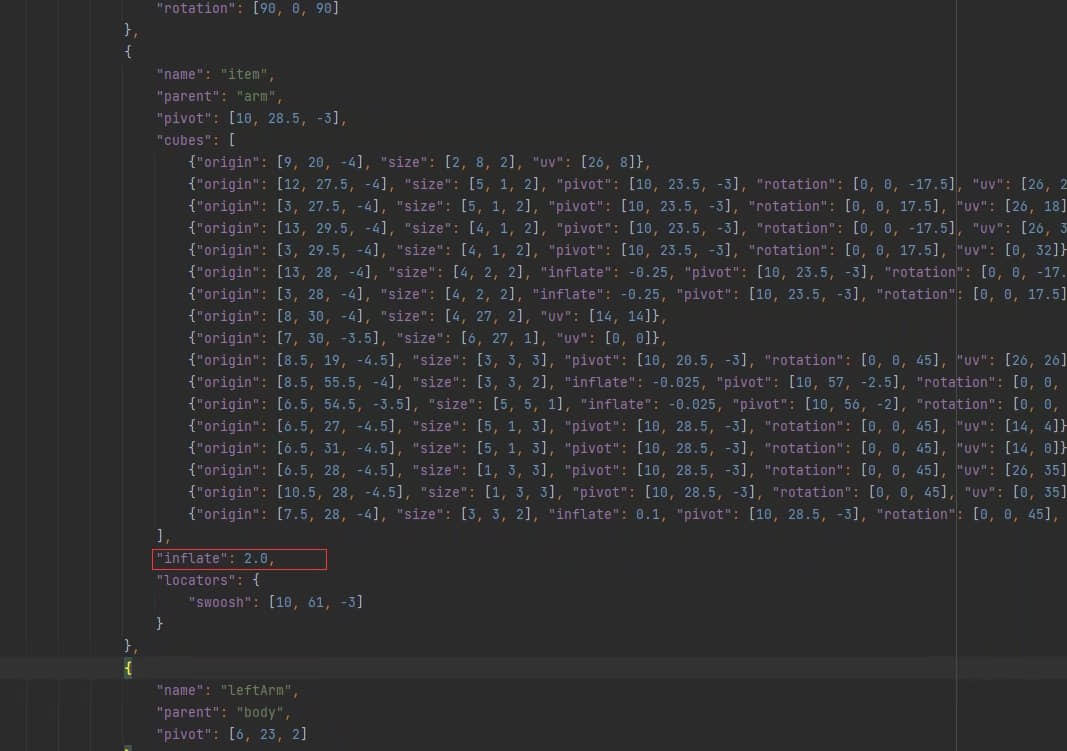 "rotation": [90, 0, 90]
},
{
"name": "item",
"parent": "arm",
"pivot": [10, 28.5, -3],
"cubes": [
{"origin": [9, 20, -4], "size": [2, 8, 2], "uv": [26, 8]},
{"origin": [12, 27.5, -4], "size": [5, 1, 2], "pivot": [10, 23.5, -3], "rotation": [0, 0, -17.5], "uv": [26, 2
{"origin": [3, 27.5, -4], "size": [5, 1, 2], "pivot": [10, 23.5, -3], "rotation": [0, 0, 17.5], "uv": [26, 18]
{"origin": [13, 29.5, -4], "size": [4, 1, 2], "pivot": [10, 23.5, -3], "rotation": [0, 0, -17.5], "uv": [26, 3
{"origin": [3, 29.5, -4], "size": [4, 1, 2], "pivot": [10, 23.5, -3], "rotation": [0, 0, 17.5], "uv": [0, 32]}
{"origin": [13, 28, -4], "size": [4, 2, 2], "inflate": -0.25, "pivot": [10, 23.5, -3], "rotation": [0, 0, -17.
{"origin": [3, 28, -4], "size": [4, 2, 2], "inflate": -0.25, "pivot": [10, 23.5, -3], "rotation": [0, 0, 17.5]
{"origin": [8, 30, -4], "size": [4, 27, 2], "uv": [14, 14]},
{"origin": [7, 30, -3.5], "size": [6, 27, 1], "uv": [0, 0]},
{"origin": [8.5, 19, -4.5], "size": [3, 3, 3], "pivot": [10, 20.5, -3], "rotation": [0, 0, 45], "uv": [26, 26]
{"origin": [8.5, 55.5, -4], "size": [3, 3, 2], "inflate": -0.025, "pivot": [10, 57, -2.5], "rotation": [0, 0,
{"origin": [6.5, 54.5, -3.5], "size": [5, 5, 1], "inflate": -0.025, "pivot": [10, 56, -2], "rotation": [0, 0,
{"origin": [6.5, 27, -4.5], "size": [5, 1, 3], "pivot": [10, 28.5, -3], "rotation": [0, 0, 45], "uv": [14, 4]}
{"origin": [6.5, 31, -4.5], "size": [5, 1, 3], "pivot": [10, 28.5, -3], "rotation": [0, 0, 45], "uv": [14, 0]}
{"origin": [6.5, 28, -4.5], "size": [1, 3, 3], "pivot": [10, 28.5, -3], "rotation": [0, 0, 45], "uv": [26, 35]
{"origin": [10.5, 28, -4.5], "size": [1, 3, 3], "pivot": [10, 28.5, -3], "rotation": [0, 0, 45], "uv": [0, 35]
{"origin": [7.5, 28, -4], "size": [3, 3, 2], "inflate": 0.1, "pivot": [10, 28.5, -3], "rotation": [0, 0, 45],
],
"inflate": 2.0,
"locators": {
"swoosh": [10, 61, -3]
}
},
{
"name": "leftArm",
"parent": "body",
"pivot": [6, 23, 2]